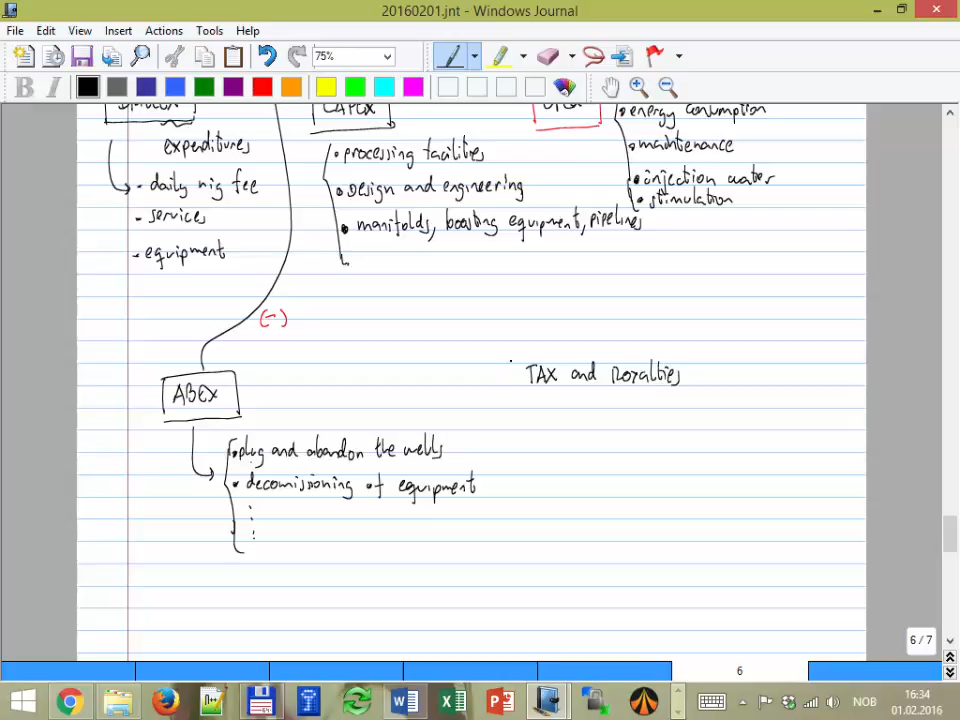 20160201.jnt - Windows Journal
File Edit View Insert Actions Tools Help
75%
B I
CAPEX
OPEX
energy consumption
expenditures
processing facilities
maintenance
daily rig fee
Design and engineering
injection water
stimulation
services
manifolds, boosting equipment, pipelines
equipment
(-)
TAX and Royalties
ABEX
plug and abandon the wells
decomissioning of equipment
6 / 7
6
NOB
16:34
01.02.2016